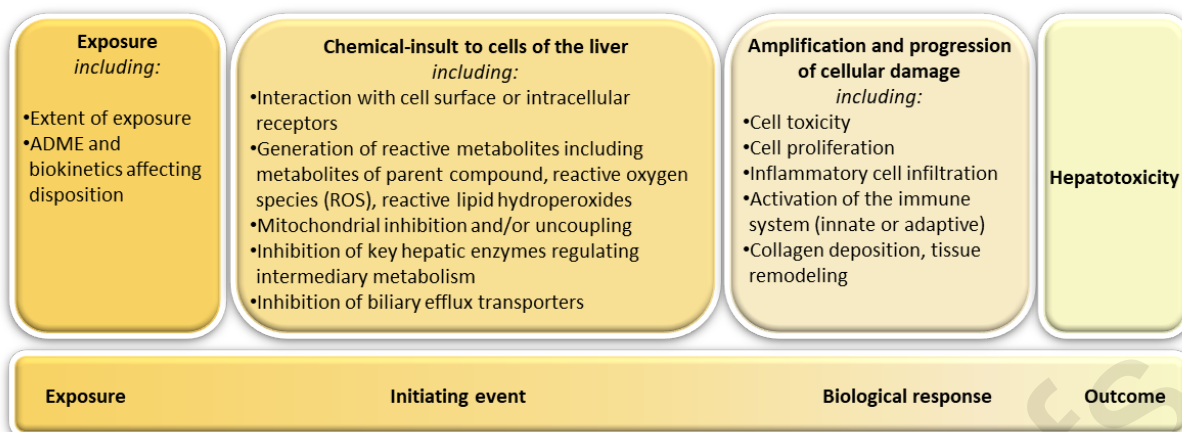 Exposure
including:
•Extent of exposure
•ADME and
biokinetics affecting
disposition
Chemical-insult to cells of the liver
including:
•Interaction with cell surface or intracellular
receptors
•Generation of reactive metabolites including
metabolites of parent compound, reactive oxygen
species (ROS), reactive lipid hydroperoxides
•Mitochondrial inhibition and/or uncoupling
•Inhibition of key hepatic enzymes regulating
intermediary metabolism
•Inhibition of biliary efflux transporters
Amplification and progression
of cellular damage
including:
•Cell toxicity
•Cell proliferation
•Inflammatory cell infiltration
•Activation of the immune
system (innate or adaptive)
•Collagen deposition, tissue
remodeling
Hepatotoxicity
Exposure
Initiating event
Biological response
Outcome